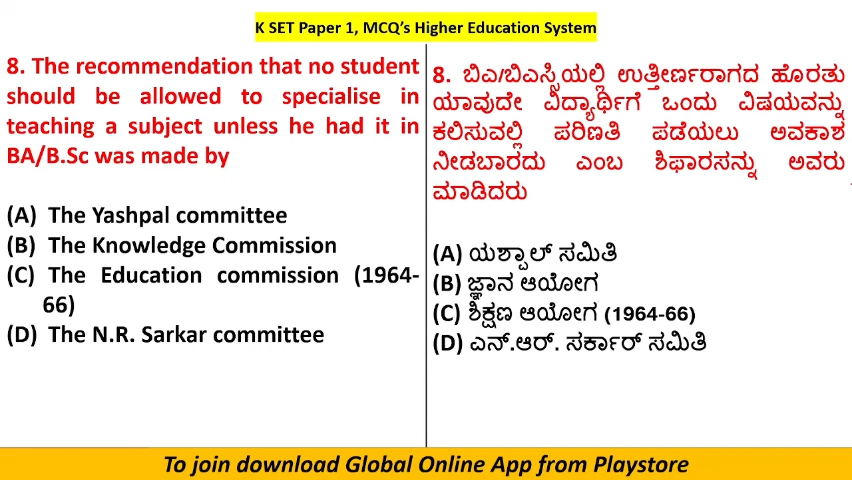 K SET Paper 1, MCQ's Higher Education System
8. The recommendation that no student
should be allowed to specialise in
teaching a subject unless he had it in
BA/B.Sc was made by
(A) The Yashpal committee
(B) The Knowledge Commission
(C) The Education commission (1964-
66)
(D) The N.R. Sarkar committee
8. ಬಿಎ/ಬಿಎಸ್ಸಿಯಲ್ಲಿ ಉತ್ತೀರ್ಣರಾಗದ ಹೊರತು
ಯಾವುದೇ ವಿದ್ಯಾರ್ಥಿಗೆ ಒಂದು ವಿಷಯವನ್ನು
ಕಲಿಸುವಲ್ಲಿ ಪರಿಣತಿ ಪಡೆಯಲು ಅವಕಾಶ
ನೀಡಬಾರದು ಎಂಬ ಶಿಫಾರಸನ್ನು ಅವರು
ಮಾಡಿದರು
(A) ಯಶ್ಪಾಲ್ ಸಮಿತಿ
(B) ಜ್ಞಾನ ಆಯೋಗ
(C) ಶಿಕ್ಷಣ ಆಯೋಗ (1964-66)
(D) ಎನ್.ಆರ್. ಸರ್ಕಾರ್ ಸಮಿತಿ
To join download Global Online App from Playstore